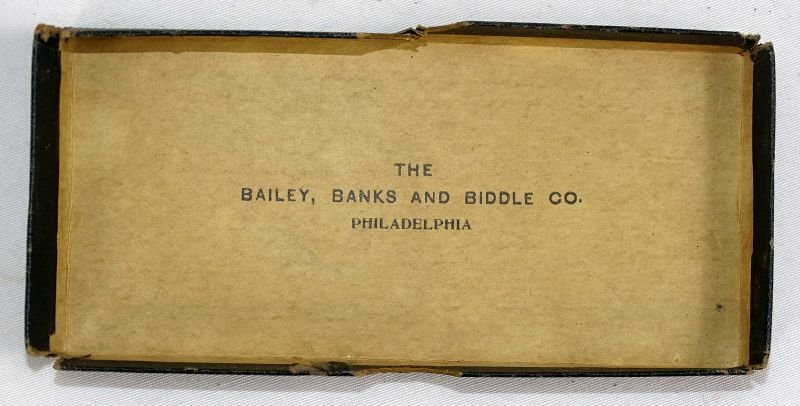 THE
BAILEY, BANKS AND BIDDLE CO.
PHILADELPHIA